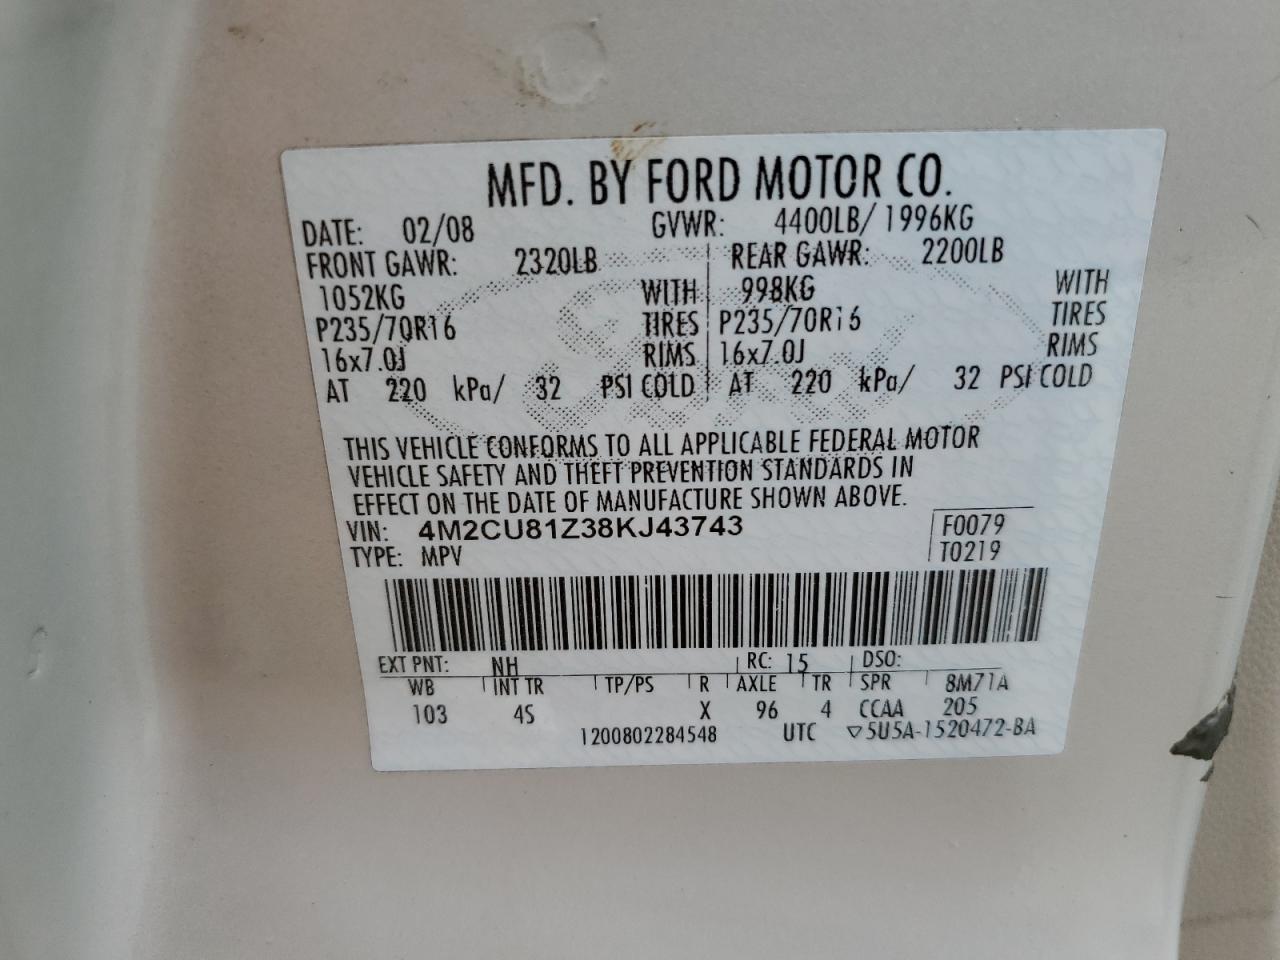 MFD. BY FORD MOTOR CO.
DATE: 02/08 GVWR: 4400LB/ 1996KG
FRONT GAWR: 2320LB REAR GAWR: 2200LB
1052KG WITH 998KG WITH
P235/70R16 TIRES P235/70R16 TIRES
16x7.0J RIMS 16x7.0J RIMS
AT 220 kPa/ 32 PSI COLD AT 220 kPa/ 32 PSI COLD
THIS VEHICLE CONFORMS TO ALL APPLICABLE FEDERAL MOTOR
VEHICLE SAFETY AND THEFT PREVENTION STANDARDS IN
EFFECT ON THE DATE OF MANUFACTURE SHOWN ABOVE.
VIN: 4M2CU81Z38KJ43743 F0079
TYPE: MPV T0219
EXT PNT: NH RC: 15 DSO:
WB INT TR TP/PS R AXLE TR SPR 8M71A
103 4S X 96 4 CCAA 205
1200802284548 UTC ▽5U5A-1520472-BA